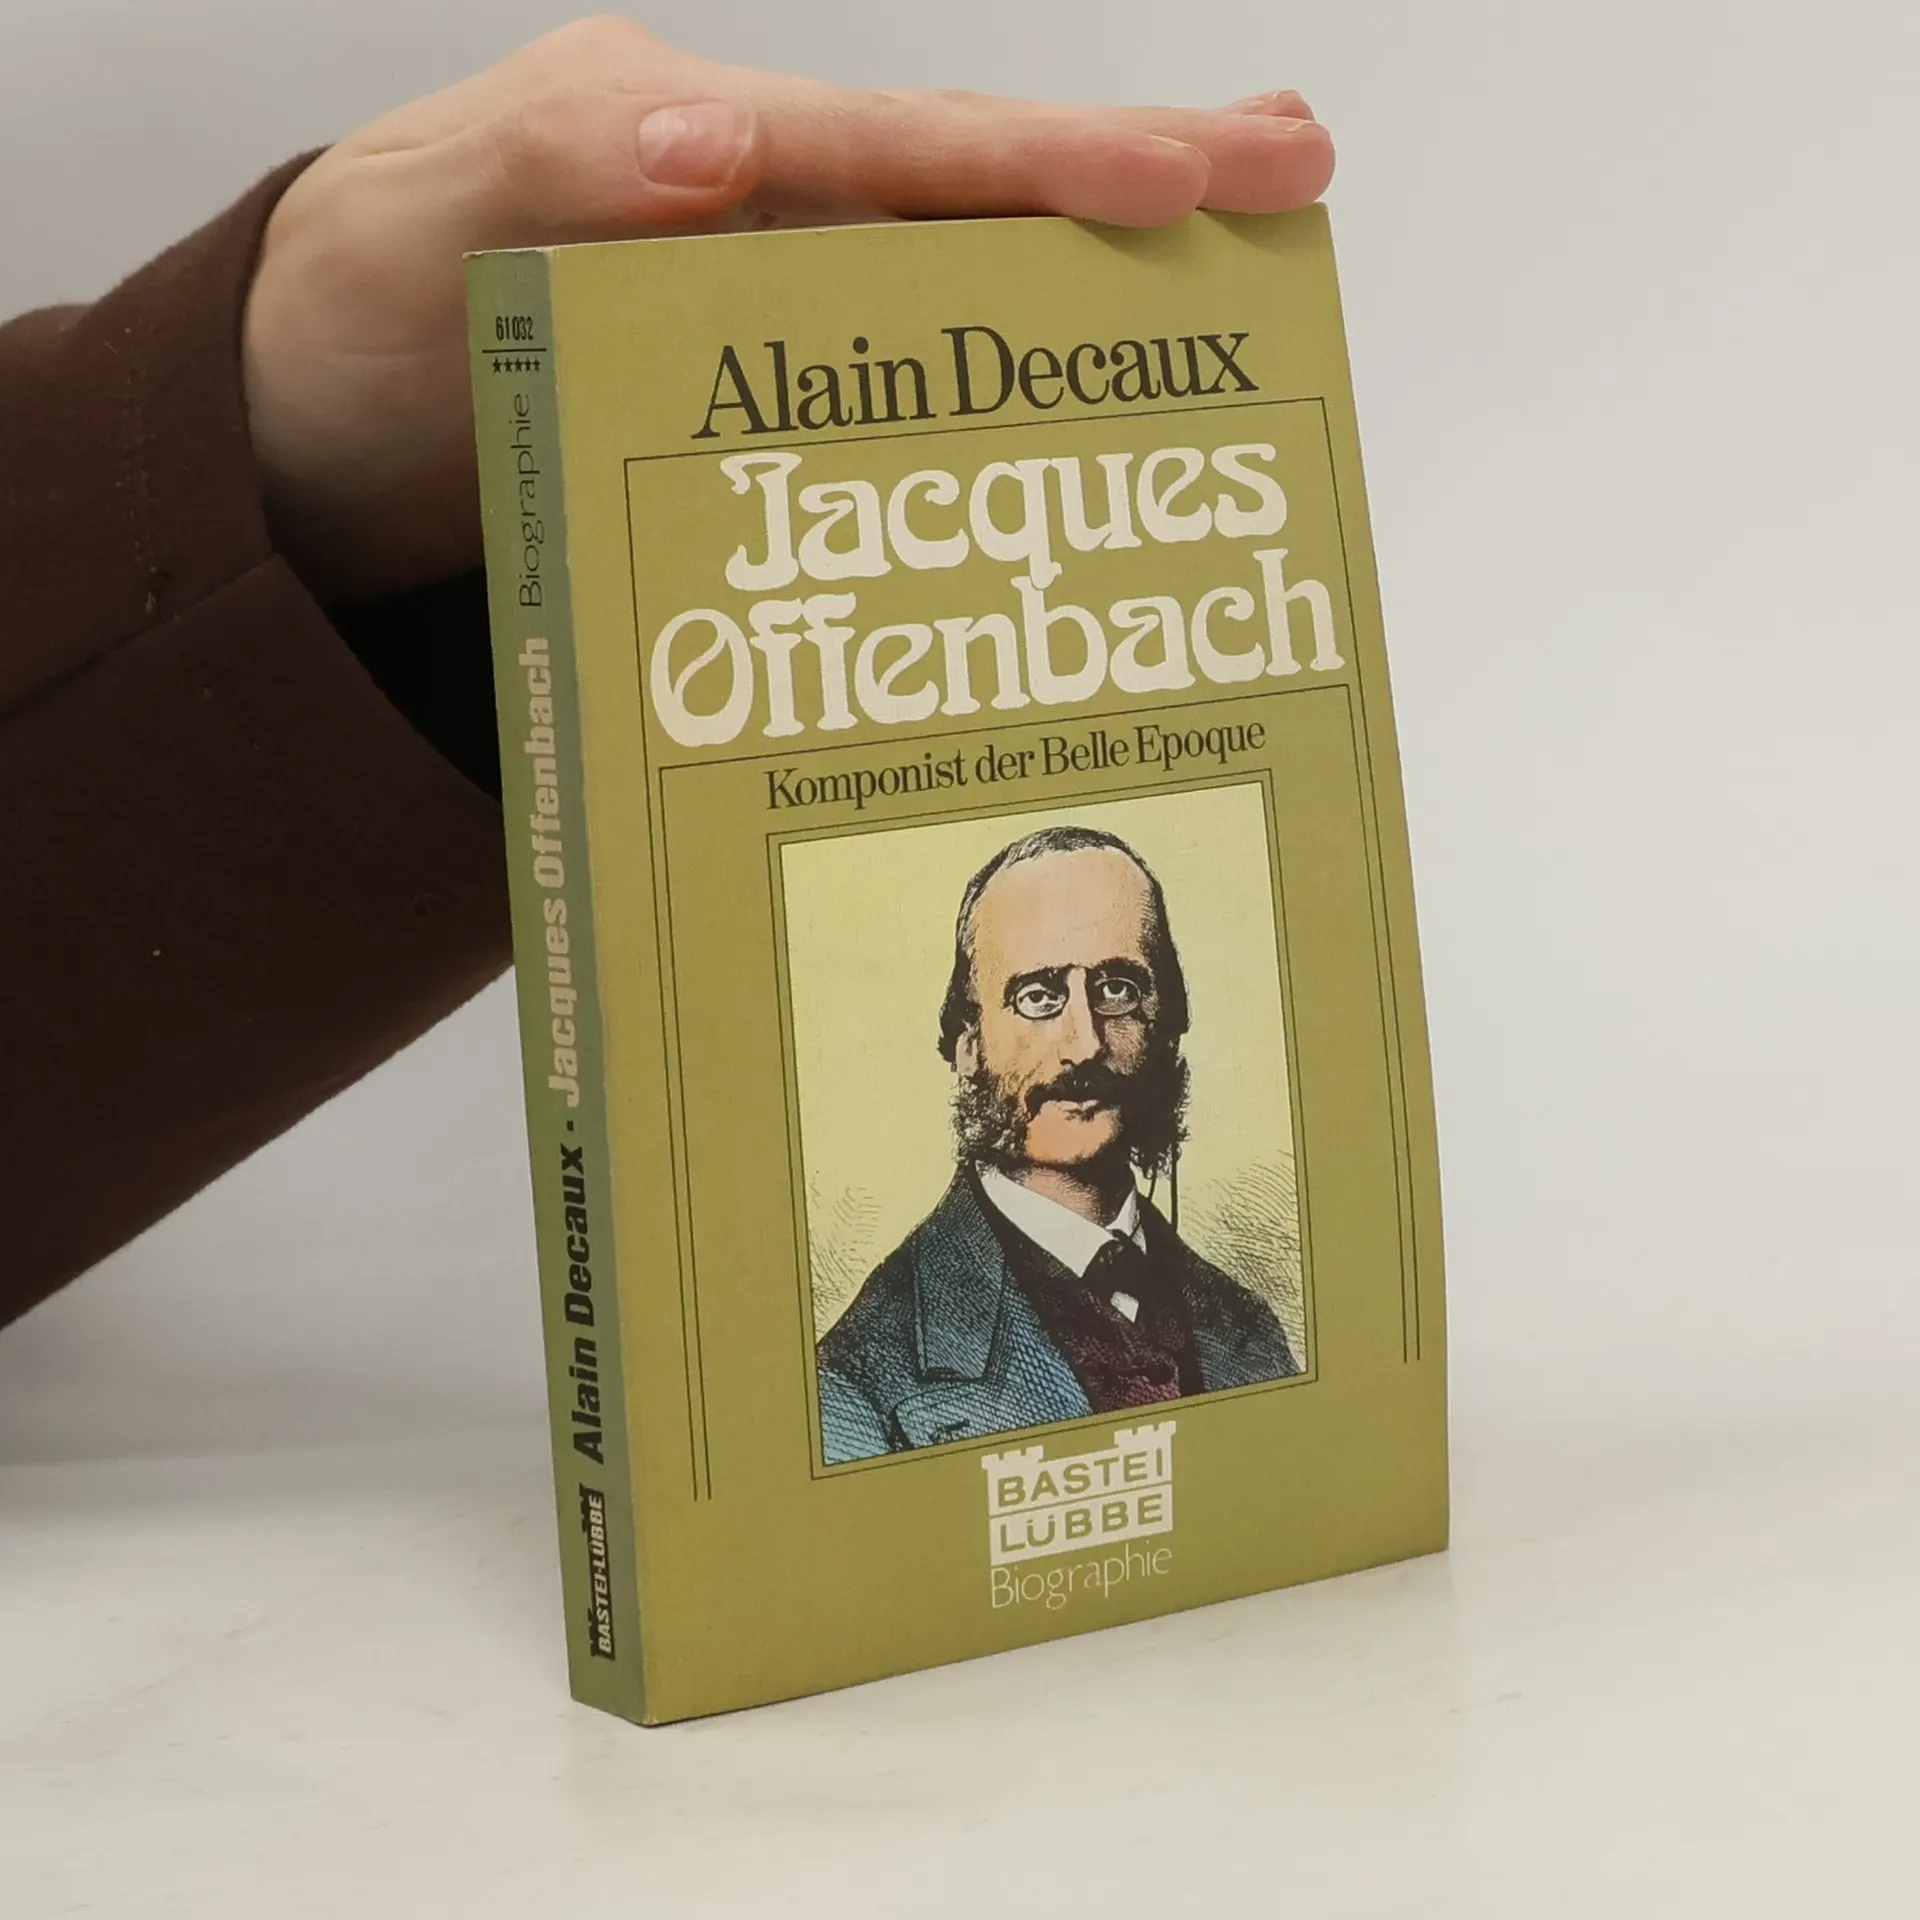 Alain Decaux
Jacques
Offenbach
Komponist der Belle Epoque
BASTEI
LÜBBE
Biographie
61032
★★★★★
Alain Decaux · Jacques Offenbach Biographie
BASTEI-LÜBBE